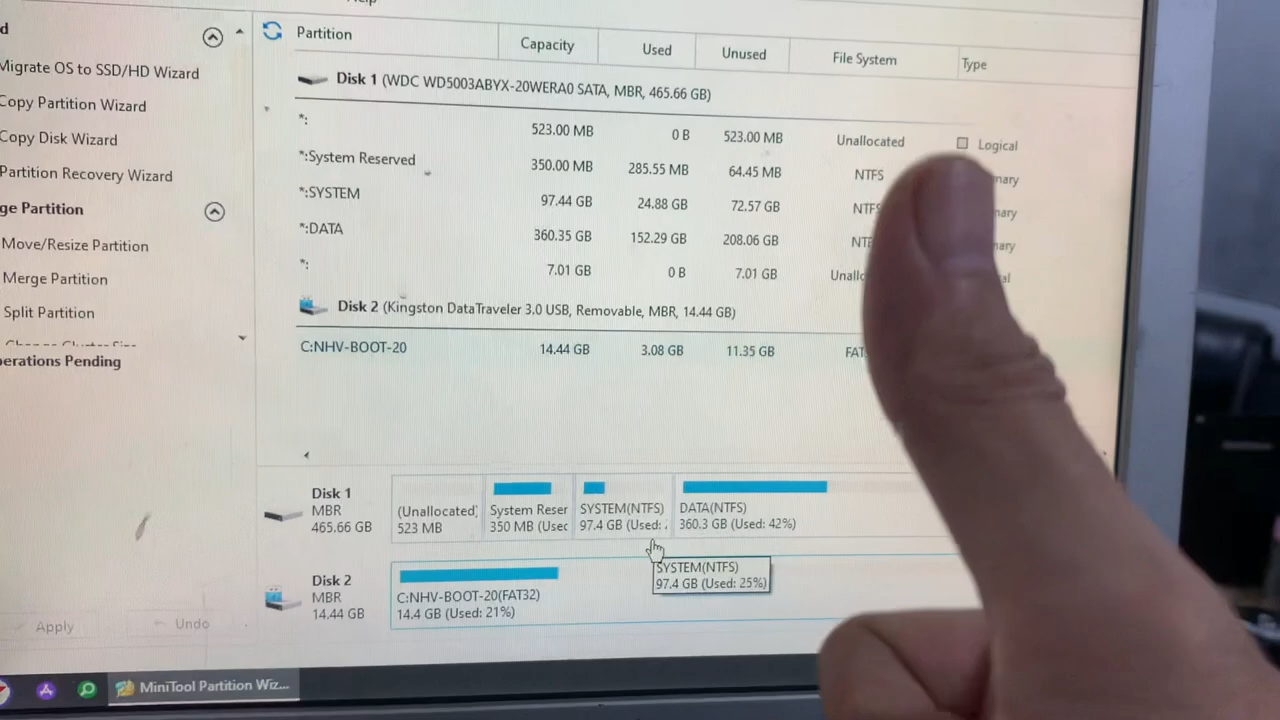 Partition Capacity Used Unused File System Type
Disk 1 (WDC WD5003ABYX-20WERA0 SATA, MBR, 465.66 GB)
*: 523.00 MB 0 B 523.00 MB Unallocated Logical
*:System Reserved 350.00 MB 285.55 MB 64.45 MB NTFS
*:SYSTEM 97.44 GB 24.88 GB 72.57 GB NTFS
*:DATA 360.35 GB 152.29 GB 208.06 GB
*: 7.01 GB 0 B 7.01 GB
Disk 2 (Kingston DataTraveler 3.0 USB, Removable, MBR, 14.44 GB)
C:NHV-BOOT-20 14.44 GB 3.08 GB 11.35 GB
Migrate OS to SSD/HD Wizard
Copy Partition Wizard
Copy Disk Wizard
Partition Recovery Wizard
ge Partition
Move/Resize Partition
Merge Partition
Split Partition
erations Pending
Disk 1
MBR
465.66 GB
(Unallocated)
523 MB
System Reser
350 MB (Usec
SYSTEM(NTFS)
97.4 GB (Used: .
DATA(NTFS)
360.3 GB (Used: 42%)
Disk 2
MBR
14.44 GB
C:NHV-BOOT-20(FAT32)
14.4 GB (Used: 21%)
SYSTEM(NTFS)
97.4 GB (Used: 25%)
Apply Undo
MiniTool Partition Wiz...